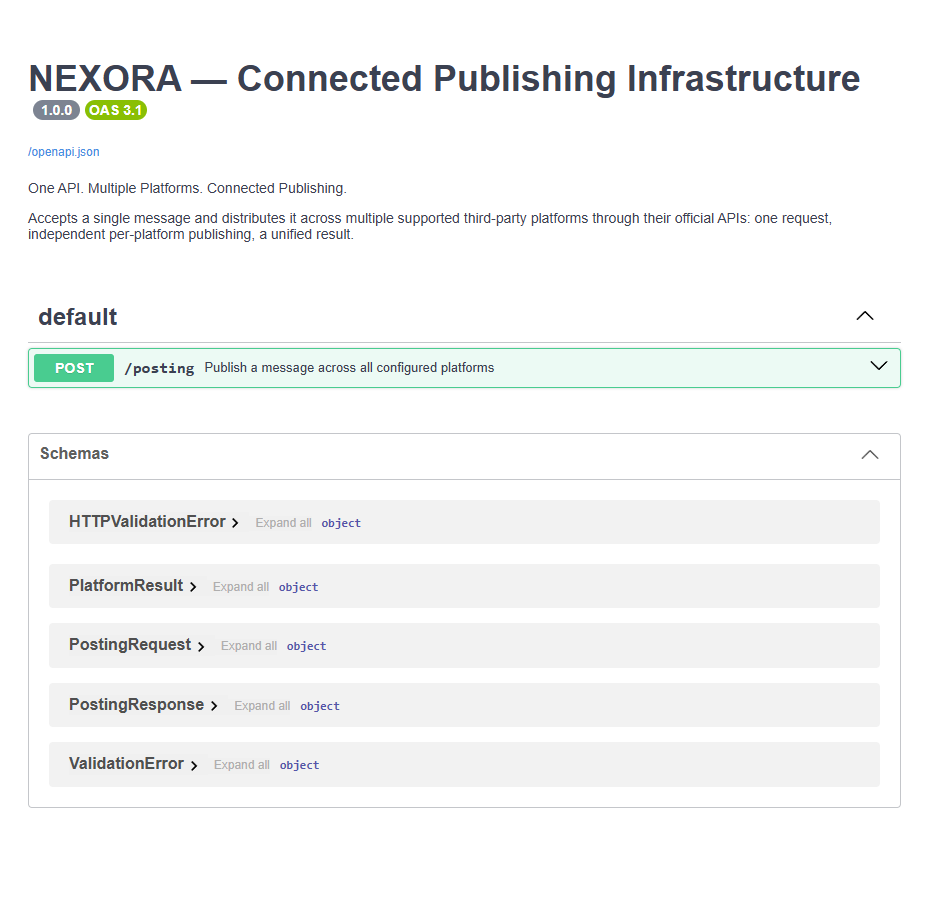 NEXORA — Connected Publishing Infrastructure
1.0.0 OAS 3.1
/openapi.json
One API. Multiple Platforms. Connected Publishing.
Accepts a single message and distributes it across multiple supported third-party platforms through their official APIs: one request,
independent per-platform publishing, a unified result.
default
POST /posting Publish a message across all configured platforms
Schemas
HTTPValidationError Expand all object
PlatformResult Expand all object
PostingRequest Expand all object
PostingResponse Expand all object
ValidationError Expand all object